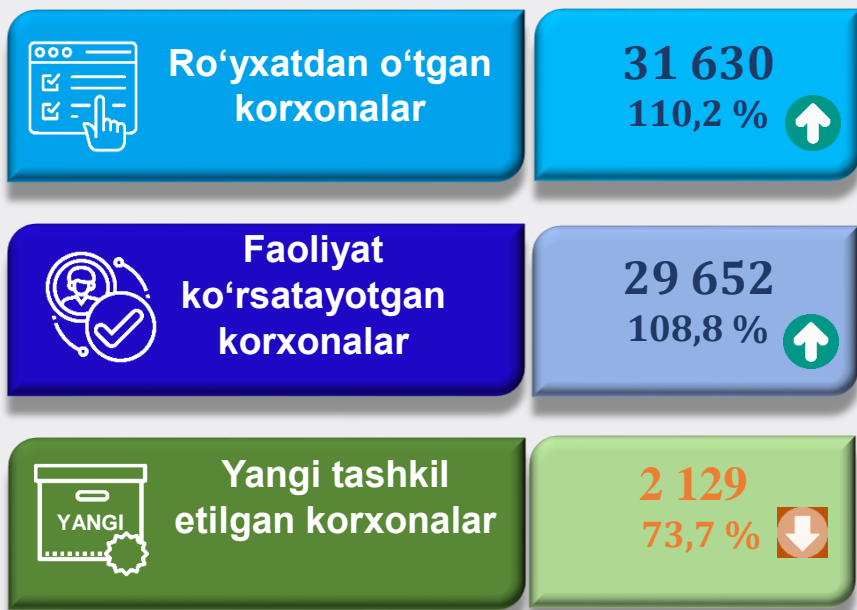 Ro‘yxatdan o‘tgan
korxonalar
31 630
110,2 %
Faoliyat
ko‘rsatayotgan
korxonalar
29 652
108,8 %
YANGI
Yangi tashkil
etilgan korxonalar
2 129
73,7 %